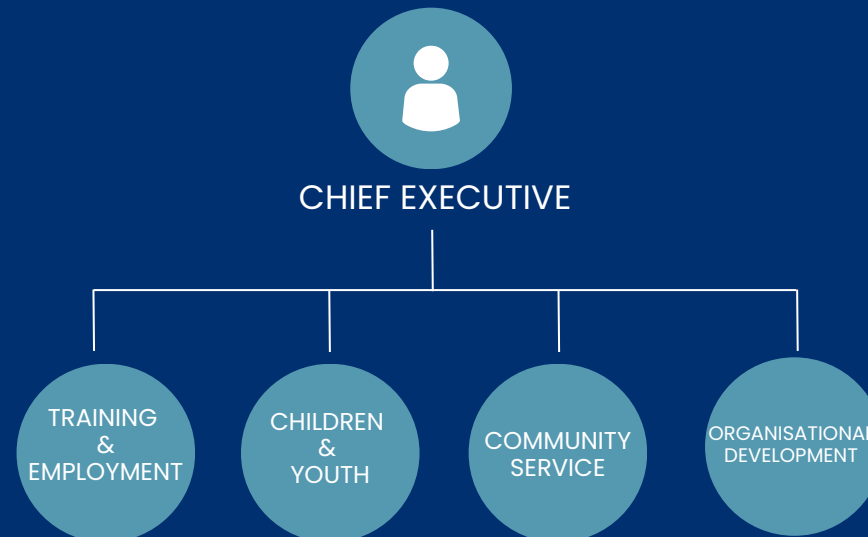 CHIEF EXECUTIVE
TRAINING
&
EMPLOYMENT
CHILDREN
&
YOUTH
COMMUNITY
SERVICE
ORGANISATIONAL
DEVELOPMENT